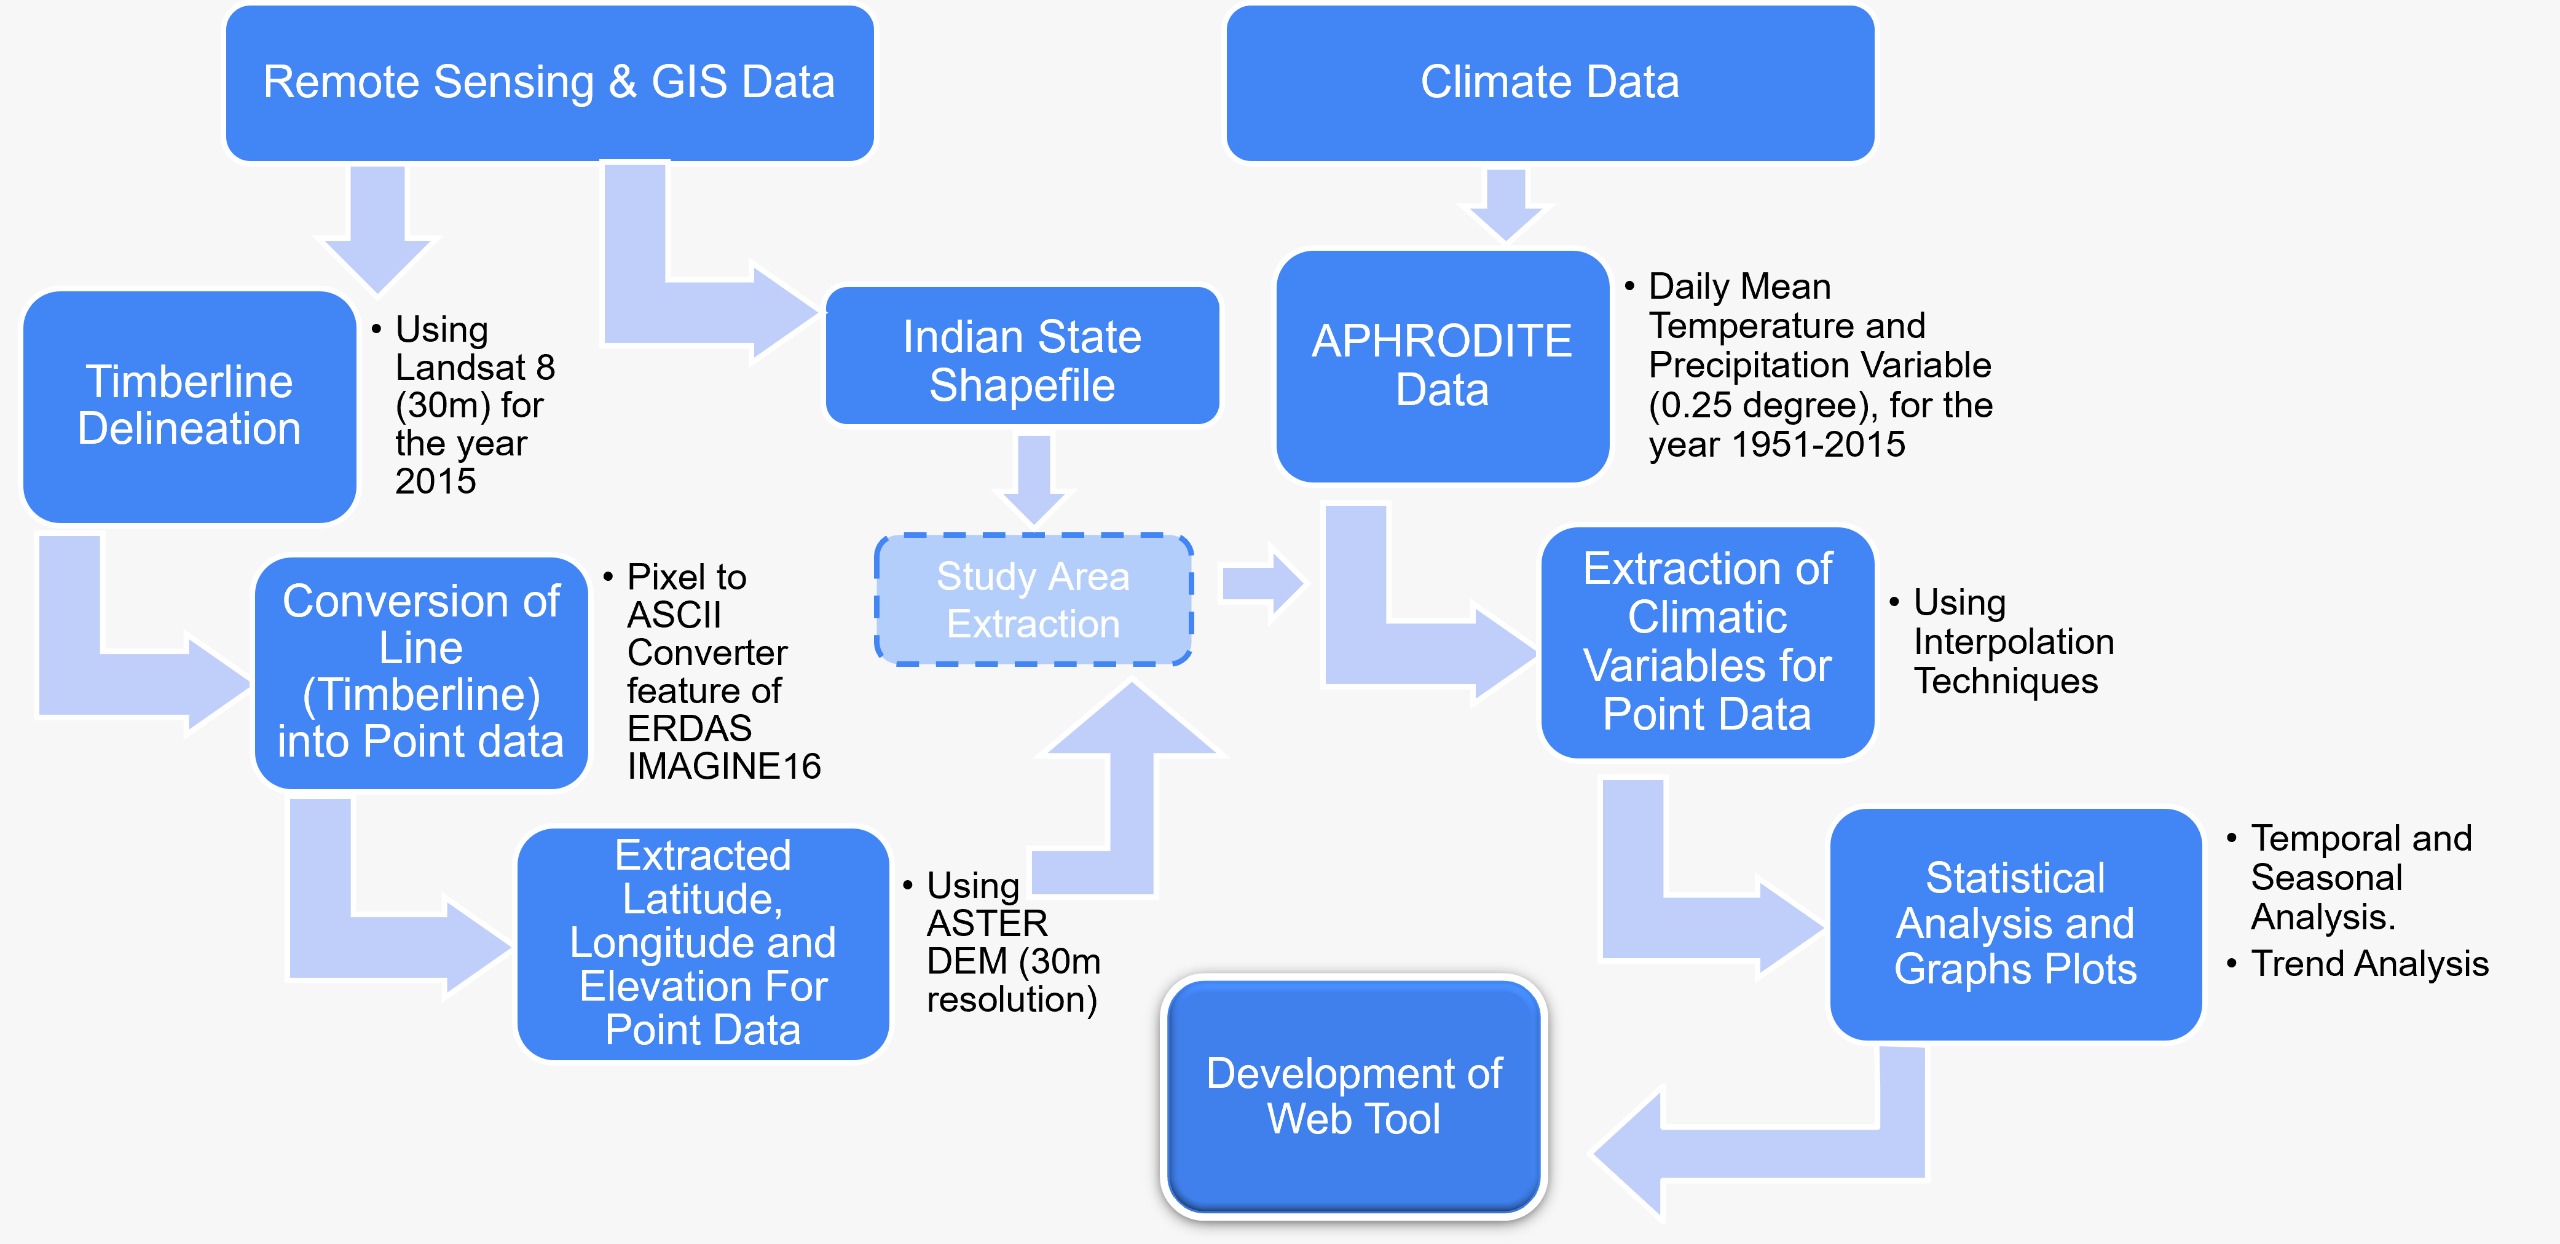 Remote Sensing & GIS Data
Climate Data
Timberline
Delineation
• Using
Landsat 8
(30m) for
the year
2015
Indian State
Shapefile
APHRODITE
Data
• Daily Mean
Temperature and
Precipitation Variable
(0.25 degree), for the
year 1951-2015
Conversion of
Line
(Timberline)
into Point data
• Pixel to
ASCII
Converter
feature of
ERDAS
IMAGINE16
Study Area
Extraction
Extraction of
Climatic
Variables for
Point Data
• Using
Interpolation
Techniques
Extracted
Latitude,
Longitude and
Elevation For
Point Data
• Using
ASTER
DEM (30m
resolution)
Statistical
Analysis and
Graphs Plots
• Temporal and
Seasonal
Analysis.
• Trend Analysis
Development of
Web Tool